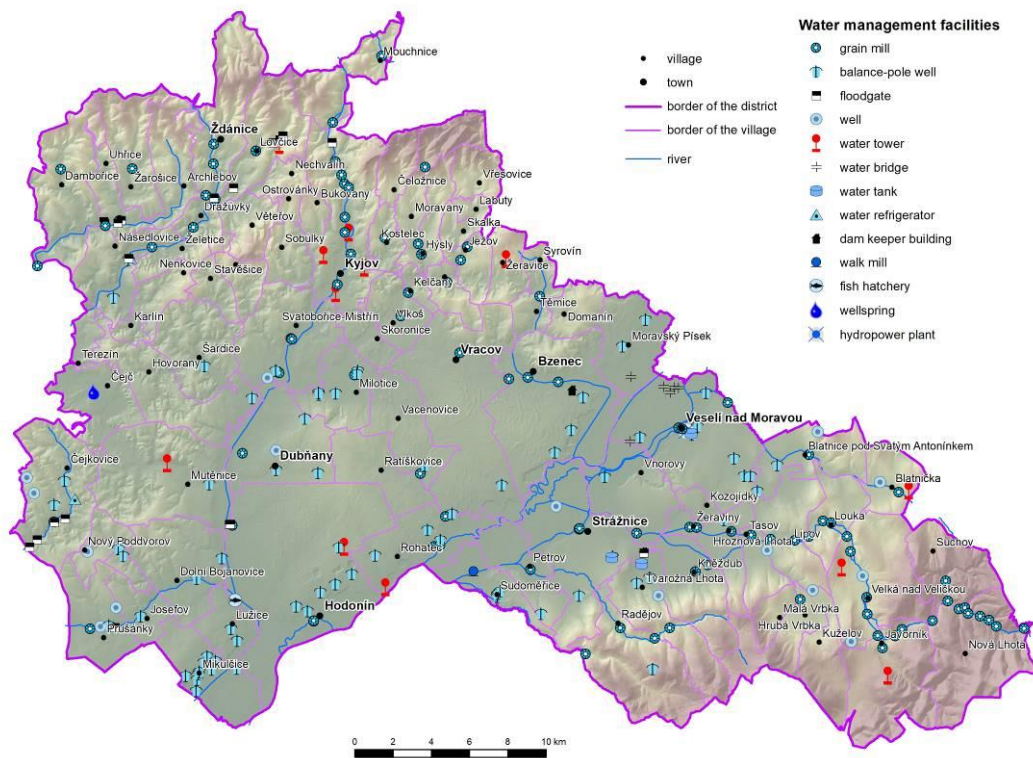 Water management facilities
grain mill
balance-pole well
floodgate
well
water tower
water bridge
water tank
water refrigerator
dam keeper building
walk mill
fish hatchery
wellspring
hydropower plant
village
town
border of the district
border of the village
river
Mouchnice
Ždánice
Lovčice
Uhřice
Nechvalín
Dambořice
Žarošice
Archlebov
Čeložnice
Vřesovice
Ostrovánky
Bukovany
Dražůvky
Věteřov
Moravany
Labuty
Skalka
Násedlovice
Želetice
Sobulky
Kostelec
Hýsly
Ježov
Syrovín
Žeravice
Nenkovice
Stavěšice
Kyjov
Kelčany
Karlín
Svatobořice-Mistřín
Vlkoš
Skoronice
Těmice
Domanín
Terezín
Šardice
Hovorany
Vracov
Bzenec
Moravský Písek
Čejč
Milotice
Vacenovice
Veselí nad Moravou
Blatnice pod Svatým Antonínkem
Čejkovice
Mutěnice
Dubňany
Ratíškovice
Vnorovy
Blatnička
Kozojídky
Strážnice
Žeraviny
Hroznová Lhota
Tasov
Louka
Lipov
Suchov
Nový Poddvorov
Rohatec
Petrov
Kněždub
Tvarožná Lhota
Dolní Bojanovice
Sudoměřice
Velká nad Veličkou
Josefov
Lužice
Hodonín
Radějov
Malá Vrbka
Hrubá Vrbka
Prušánky
Kuželov
Javorník
Nová Lhota
Mikulčice
0 2 4 6 8 10 km